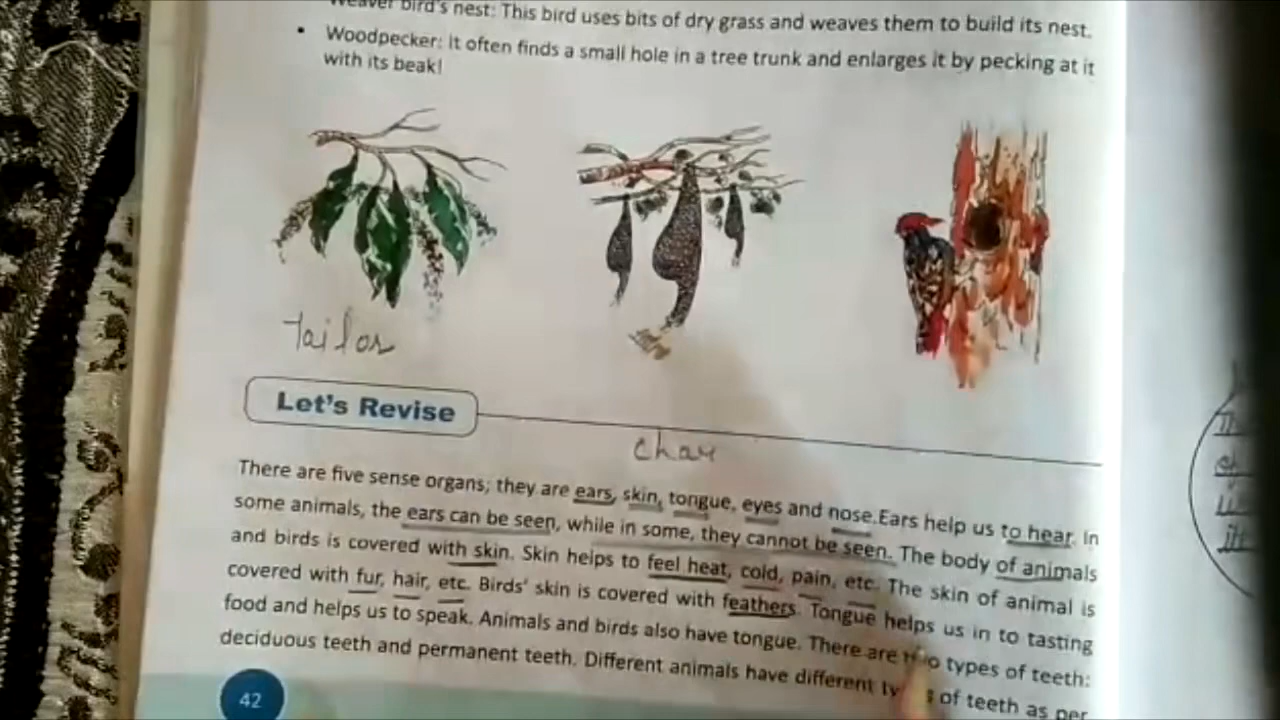 Weaver bird's nest: This bird uses bits of dry grass and weaves them to build its nest.
• Woodpecker: It often finds a small hole in a tree trunk and enlarges it by pecking at it
with its beak!
Tailor
Let's Revise
char
There are five sense organs; they are ears, skin, tongue, eyes and nose.Ears help us to hear. In
some animals, the ears can be seen, while in some, they cannot be seen. The body of animals
and birds is covered with skin. Skin helps to feel heat, cold, pain, etc. The skin of animal is
covered with fur, hair, etc. Birds' skin is covered with feathers. Tongue helps us in to tasting
food and helps us to speak. Animals and birds also have tongue. There are two types of teeth:
deciduous teeth and permanent teeth. Different animals have different types of teeth as per
42